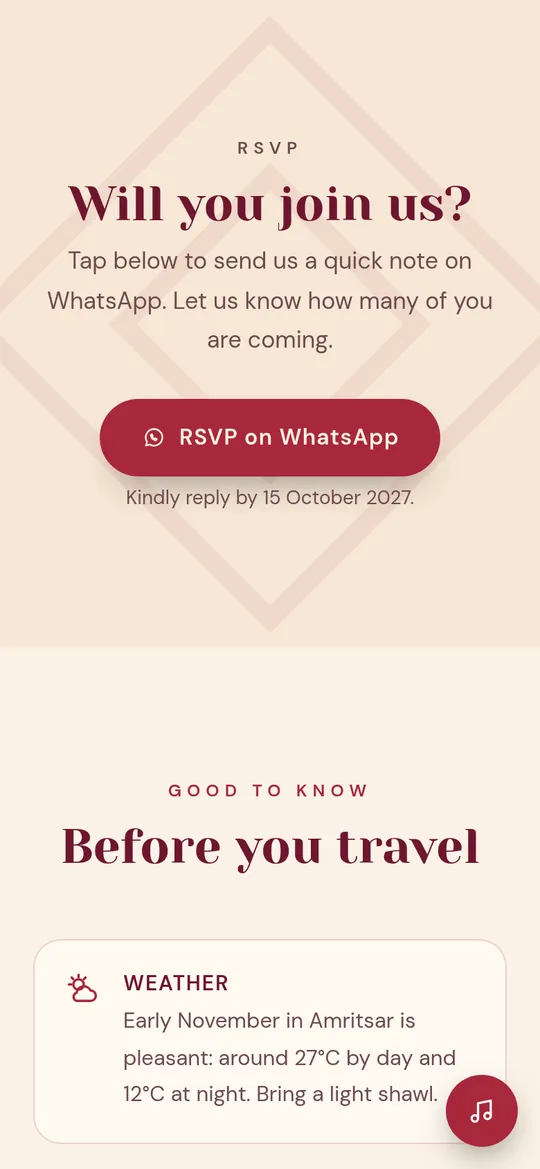 RSVP
Will you join us?
Tap below to send us a quick note on
WhatsApp. Let us know how many of you
are coming.
RSVP on WhatsApp
Kindly reply by 15 October 2027.
GOOD TO KNOW
Before you travel
WEATHER
Early November in Amritsar is
pleasant: around 27°C by day and
12°C at night. Bring a light shawl.